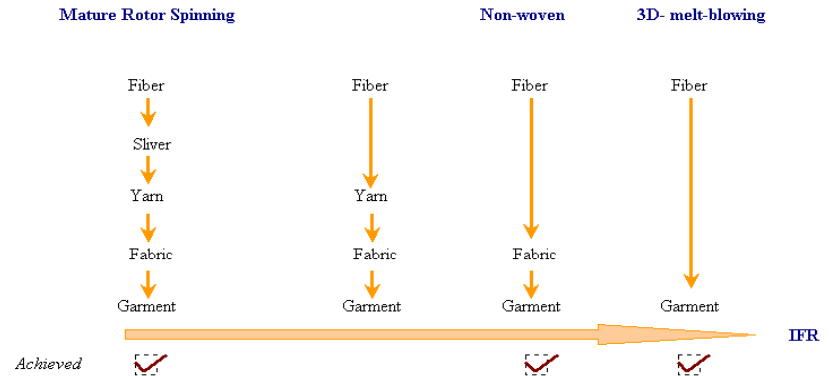 Mature Rotor Spinning Non-woven 3D- melt-blowing
Fiber Fiber Fiber Fiber
Sliver
Yarn Yarn
Fabric Fabric Fabric
Garment Garment Garment Garment
IFR
Achieved